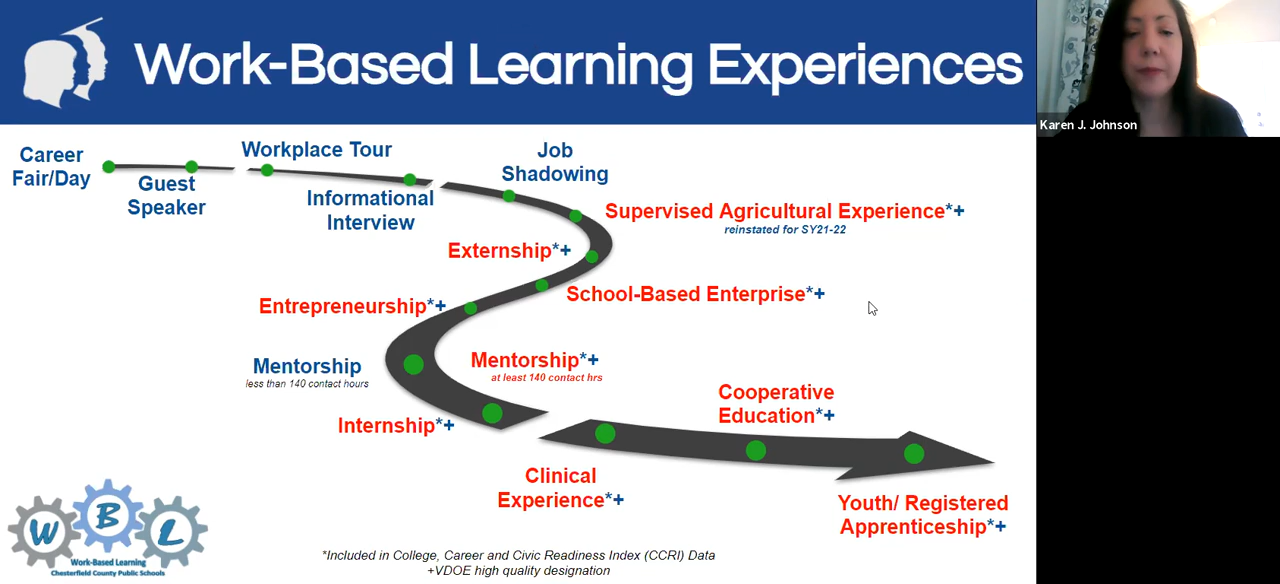 Work-Based Learning Experiences
Karen J. Johnson
Career
Fair/Day
Guest
Speaker
Workplace Tour
Informational
Interview
Job
Shadowing
Supervised Agricultural Experience*+
reinstated for SY21-22
Externship*+
School-Based Enterprise*+
Entrepreneurship*+
Mentorship
less than 140 contact hours
Mentorship*+
at least 140 contact hrs
Internship*+
Cooperative
Education*+
Clinical
Experience*+
Youth/ Registered
Apprenticeship*+
W B L
Work-Based Learning
Chesterfield County Public Schools
*Included in College, Career and Civic Readiness Index (CCRI) Data
+VDOE high quality designation